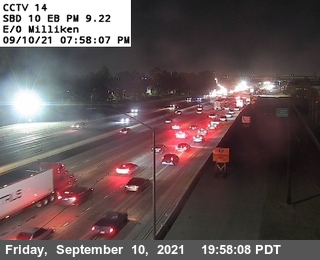 CCTV 14
SBD 10 EB PM 9.22
E/O Milliken
09/10/21 07:58:07 PM
Friday, September 10, 2021 19:58:08 PDT